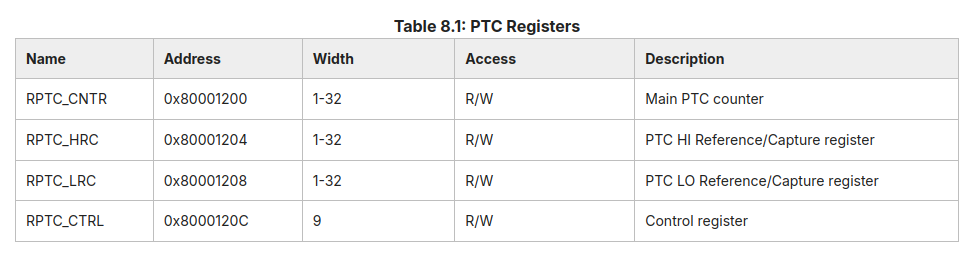 Table 8.1: PTC Registers
Name Address Width Access Description
RPTC_CNTR 0x80001200 1-32 R/W Main PTC counter
RPTC_HRC 0x80001204 1-32 R/W PTC HI Reference/Capture register
RPTC_LRC 0x80001208 1-32 R/W PTC LO Reference/Capture register
RPTC_CTRL 0x8000120C 9 R/W Control register